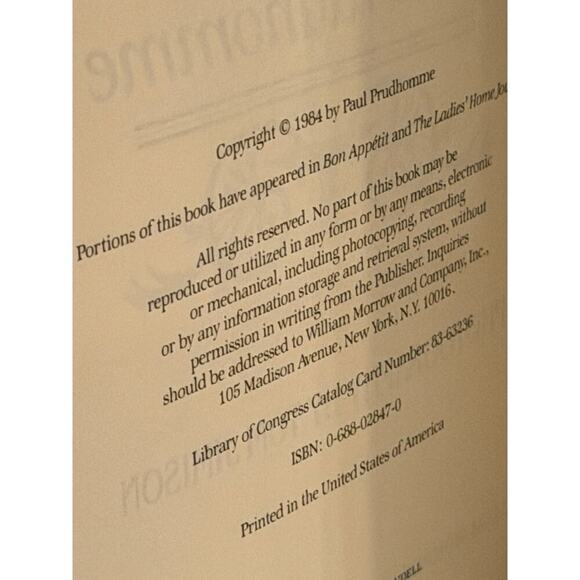 Copyright © 1984 by Paul Prudhomme
Portions of this book have appeared in Bon Appétit and The Ladies' Home Jou
All rights reserved. No part of this book may be
reproduced or utilized in any form or by any means, electronic
or mechanical, including photocopying, recording
or by any information storage and retrieval system, without
permission in writing from the Publisher. Inquiries
should be addressed to William Morrow and Company, Inc.,
105 Madison Avenue, New York, N.Y. 10016.
Library of Congress Catalog Card Number: 83-63236
ISBN: 0-688-02847-0
Printed in the United States of America